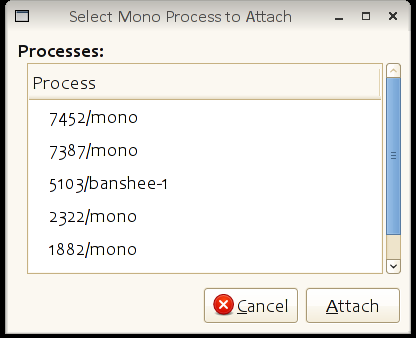 Select Mono Process to Attach
Processes:
Process
7452/mono
7387/mono
5103/banshee-1
2322/mono
1882/mono
Cancel Attach